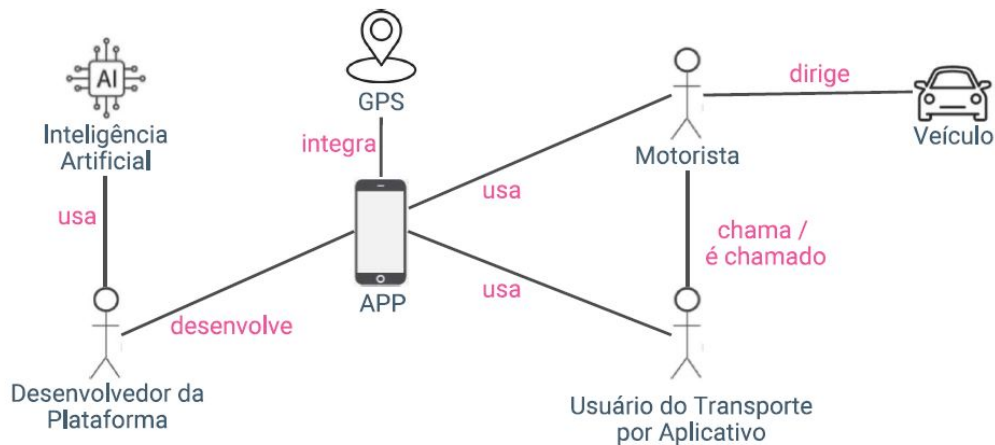 AI
Inteligência
Artificial
usa
GPS
integra
APP
usa
usa
Motorista
dirige
Veículo
chama /
é chamado
desenvolve
Desenvolvedor da
Plataforma
Usuário do Transporte
por Aplicativo